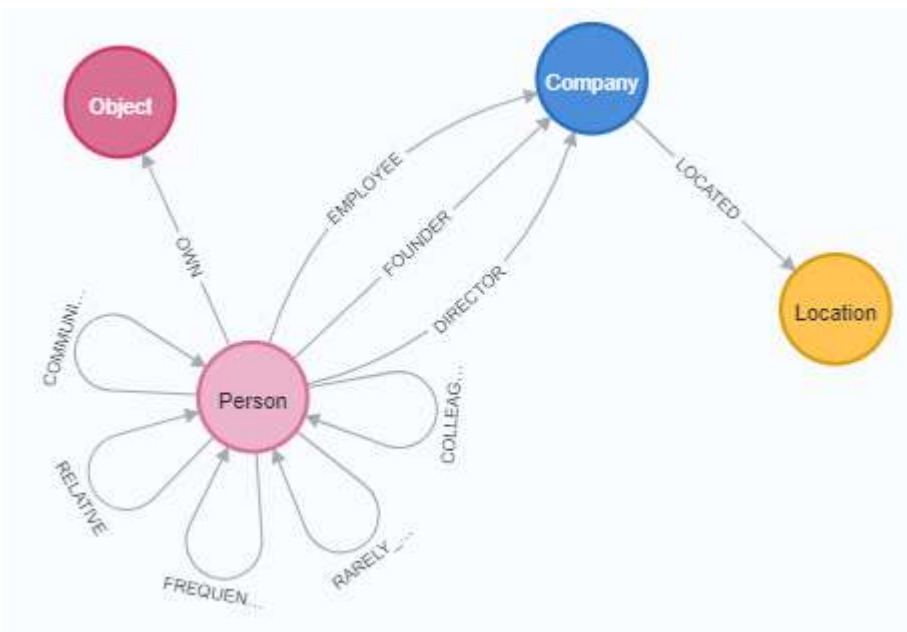 Object
Company
EMPLOYEE
LOCATED
FOUNDER
OWN
DIRECTOR
Location
COMMUNI...
Person
COLLEAG...
RELATIVE
FREQUEN...
RARELY_...